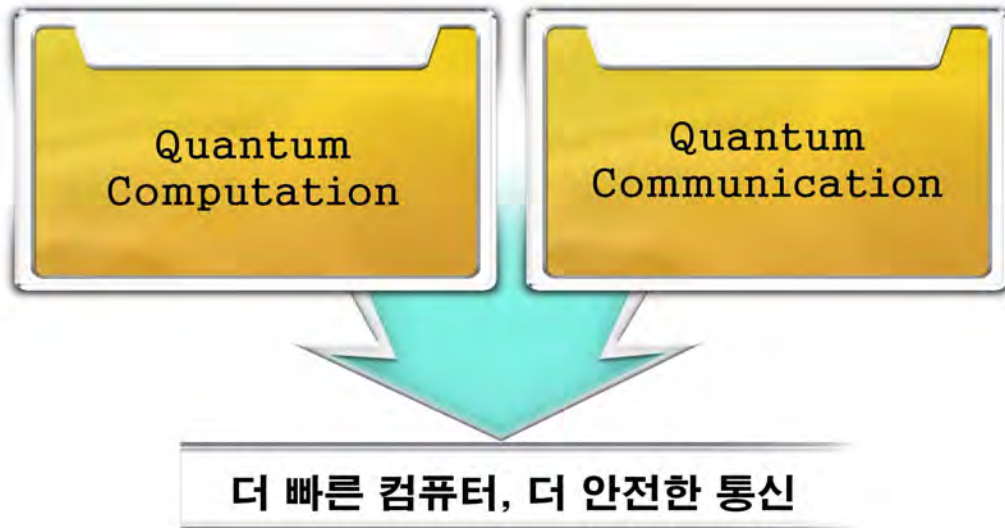 Quantum
Computation
Quantum
Communication
더 빠른 컴퓨터, 더 안전한 통신